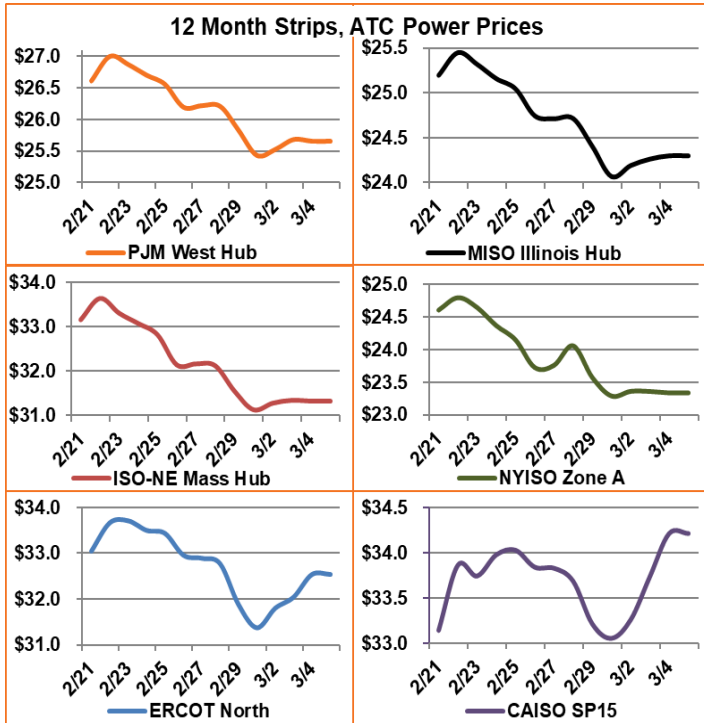 12 Month Strips, ATC Power Prices
$27.0
$26.5
$26.0
$25.5
$25.0
2/21 2/23 2/25 2/27 2/29 3/2 3/4
PJM West Hub
$25.5
$25.0
$24.5
$24.0
2/21 2/23 2/25 2/27 2/29 3/2 3/4
MISO Illinois Hub
$34.0
$33.0
$32.0
$31.0
2/21 2/23 2/25 2/27 2/29 3/2 3/4
ISO-NE Mass Hub
$25.0
$24.5
$24.0
$23.5
$23.0
2/21 2/23 2/25 2/27 2/29 3/2 3/4
NYISO Zone A
$34.0
$33.0
$32.0
$31.0
2/21 2/23 2/25 2/27 2/29 3/2 3/4
ERCOT North
$34.5
$34.0
$33.5
$33.0
2/21 2/23 2/25 2/27 2/29 3/2 3/4
CAISO SP15